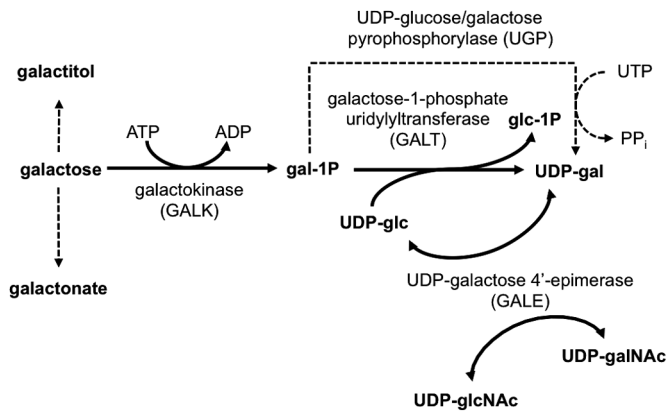 UDP-glucose/galactose
pyrophosphorylase (UGP)
galactitol
UTP
galactose-1-phosphate
uridylyltransferase
(GALT)
glc-1P
ATP
ADP
PPi
galactose
gal-1P
UDP-gal
galactokinase
(GALK)
UDP-glc
galactonate
UDP-galactose 4’-epimerase
(GALE)
UDP-galNAc
UDP-glcNAc